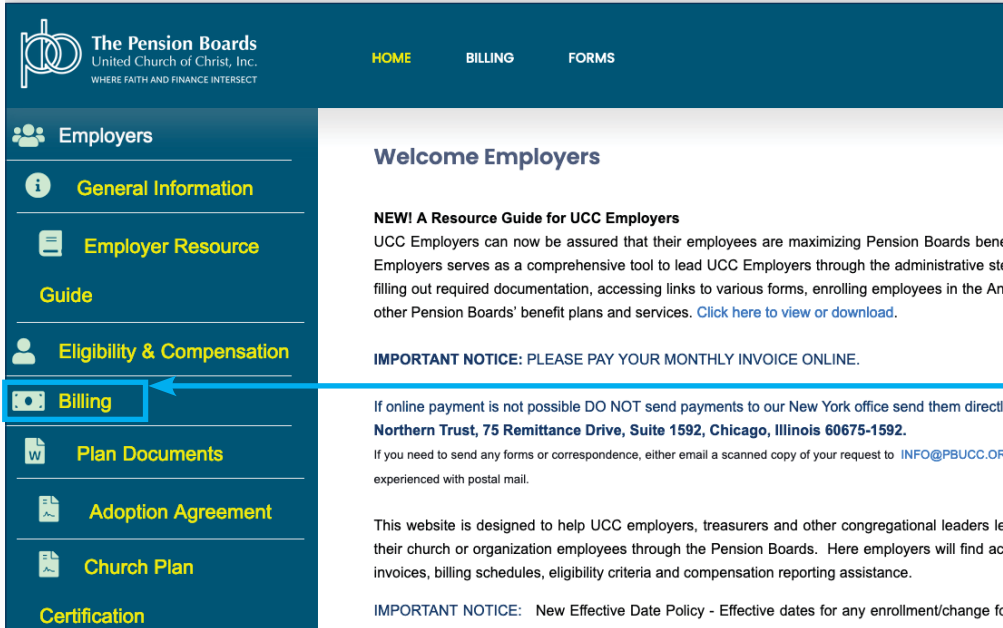 The Pension Boards
United Church of Christ, Inc.
WHERE FAITH AND FINANCE INTERSECT
HOME BILLING FORMS
Employers
General Information
Employer Resource
Guide
Eligibility & Compensation
Billing
Plan Documents
Adoption Agreement
Church Plan
Certification
Welcome Employers
NEW! A Resource Guide for UCC Employers
UCC Employers can now be assured that their employees are maximizing Pension Boards bene
Employers serves as a comprehensive tool to lead UCC Employers through the administrative ste
filling out required documentation, accessing links to various forms, enrolling employees in the An
other Pension Boards’ benefit plans and services. Click here to view or download.
IMPORTANT NOTICE: PLEASE PAY YOUR MONTHLY INVOICE ONLINE.
If online payment is not possible DO NOT send payments to our New York office send them directl
Northern Trust, 75 Remittance Drive, Suite 1592, Chicago, Illinois 60675-1592.
If you need to send any forms or correspondence, either email a scanned copy of your request to INFO@PBUCC.OR
experienced with postal mail.
This website is designed to help UCC employers, treasurers and other congregational leaders le
their church or organization employees through the Pension Boards. Here employers will find ac
invoices, billing schedules, eligibility criteria and compensation reporting assistance.
IMPORTANT NOTICE: New Effective Date Policy - Effective dates for any enrollment/change fo